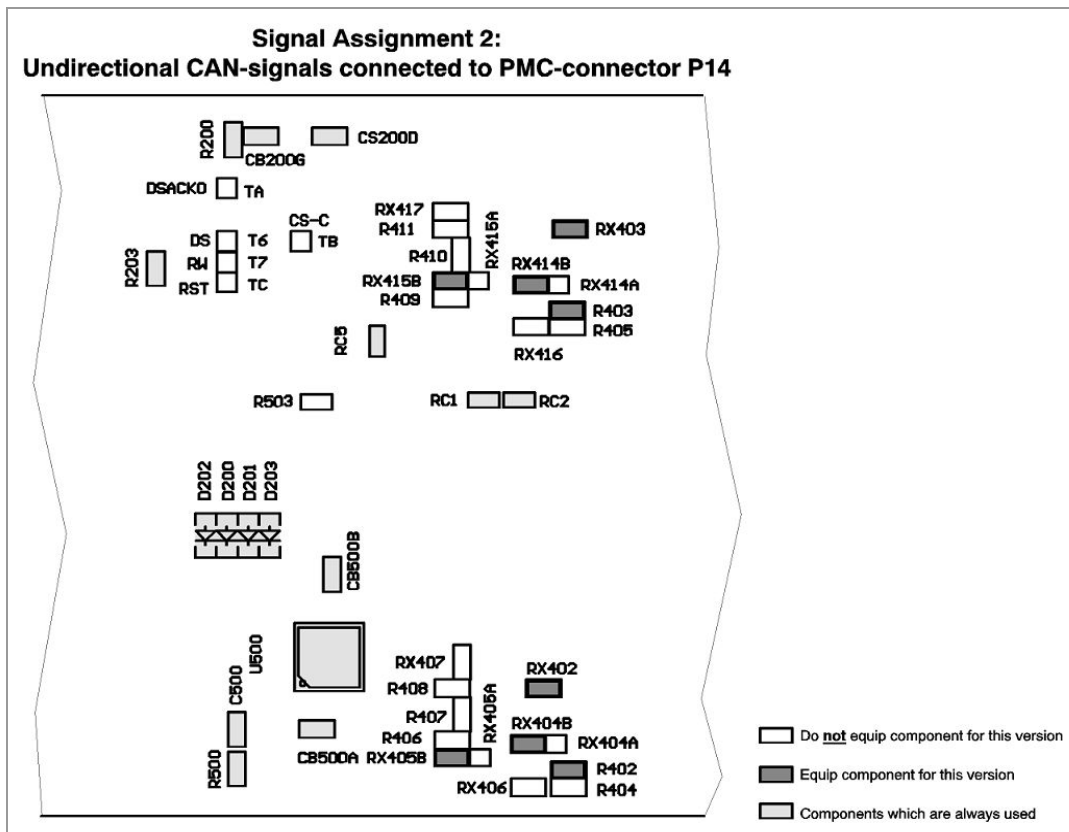 Signal Assignment 2:
Undirectional CAN-signals connected to PMC-connector P14
R200
CB200G
CS200D
DSACK0
TA
CS-C
TB
DS
T6
RW
T7
RST
TC
R203
RX417
R411
R410
RX415A
RX415B
R409
RX403
RX414B
RX414A
R403
R405
RX416
RC5
R503
RC1
RC2
D202
D200
D201
D203
CB500B
U500
C500
R500
CB500A
RX407
R408
R407
RX405A
R406
RX405B
RX402
RX404B
RX404A
R402
RX406
R404
Do not equip component for this version
Equip component for this version
Components which are always used